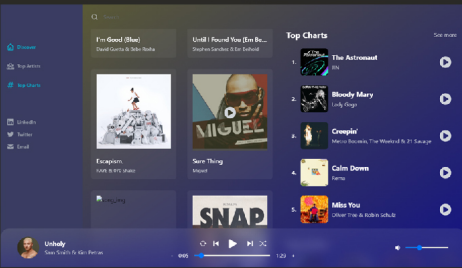 Search
Discover
Top Artists
Top Charts
LinkedIn
Twitter
Email
I'm Good (Blue)
David Guetta & Bebe Rexha
Until I Found You (Em Be...
Stephen Sanchez & Em Beihold
Escapism.
RAYE & 070 Shake
MIGUEL
Sure Thing
Miguel
SNAP
Top Charts
See more
1.
The Astronaut
JIN
2.
Bloody Mary
Lady Gaga
3.
Creepin'
Metro Boomin, The Weeknd & 21 Savage
4.
Calm Down
Rema
5.
Miss You
Oliver Tree & Robin Schulz
Unholy
Sam Smith & Kim Petras
0:05
1:29